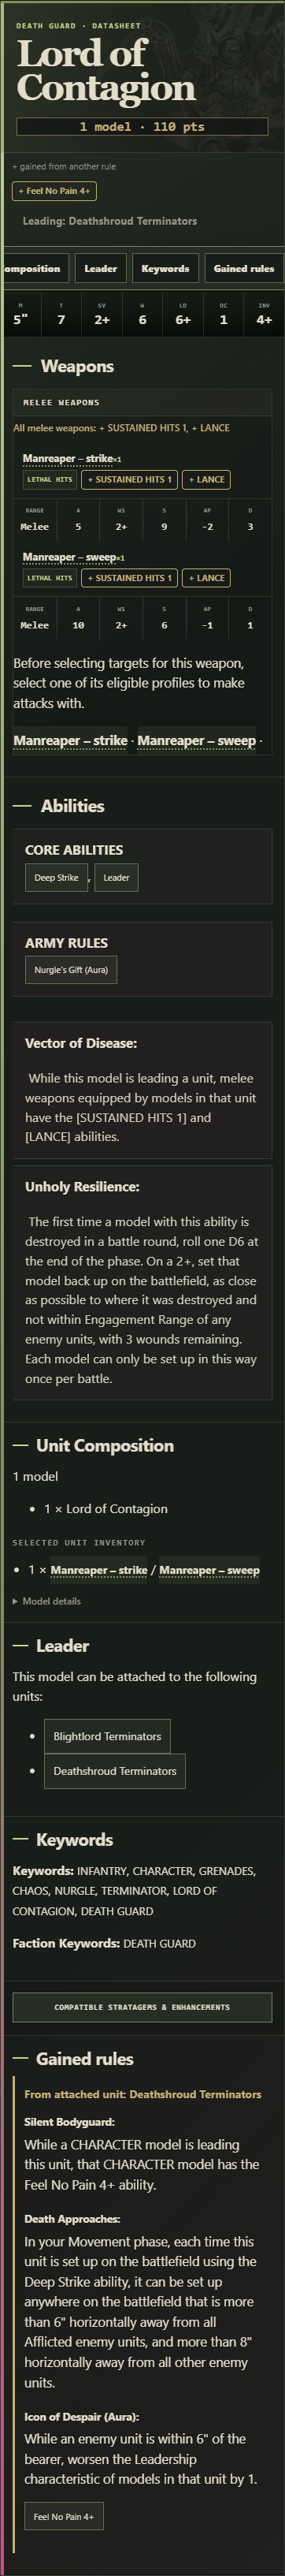 DEATH GUARD · DATASHEET
Lord of
Contagion
1 model · 110 pts
+ gained from another rule
+ Feel No Pain 4+
Leading: Deathshroud Terminators
omposition
Leader
Keywords
Gained rules
M T SV W LD OC INV
5" 7 2+ 6 6+ 1 4+
Weapons
MELEE WEAPONS
All melee weapons: + SUSTAINED HITS 1, + LANCE
Manreaper – strike×1
LETHAL HITS + SUSTAINED HITS 1 + LANCE
RANGE A WS S AP D
Melee 5 2+ 9 -2 3
Manreaper – sweep×1
LETHAL HITS + SUSTAINED HITS 1 + LANCE
RANGE A WS S AP D
Melee 10 2+ 6 -1 1
Before selecting targets for this weapon,
select one of its eligible profiles to make
attacks with.
Manreaper – strike · Manreaper – sweep ·
Abilities
CORE ABILITIES
Deep Strike , Leader
ARMY RULES
Nurgle's Gift (Aura)
Vector of Disease:
While this model is leading a unit, melee
weapons equipped by models in that unit
have the [SUSTAINED HITS 1] and
[LANCE] abilities.
Unholy Resilience:
The first time a model with this ability is
destroyed in a battle round, roll one D6 at
the end of the phase. On a 2+, set that
model back up on the battlefield, as close
as possible to where it was destroyed and
not within Engagement Range of any
enemy units, with 3 wounds remaining.
Each model can only be set up in this way
once per battle.
Unit Composition
1 model
• 1 × Lord of Contagion
SELECTED UNIT INVENTORY
• 1 × Manreaper – strike / Manreaper – sweep
▶ Model details
Leader
This model can be attached to the following
units:
• Blightlord Terminators
• Deathshroud Terminators
Keywords
Keywords: INFANTRY, CHARACTER, GRENADES,
CHAOS, NURGLE, TERMINATOR, LORD OF
CONTAGION, DEATH GUARD
Faction Keywords: DEATH GUARD
COMPATIBLE STRATAGEMS & ENHANCEMENTS
Gained rules
From attached unit: Deathshroud Terminators
Silent Bodyguard:
While a CHARACTER model is leading
this unit, that CHARACTER model has the
Feel No Pain 4+ ability.
Death Approaches:
In your Movement phase, each time this
unit is set up on the battlefield using the
Deep Strike ability, it can be set up
anywhere on the battlefield that is more
than 6" horizontally away from all
Afflicted enemy units, and more than 8"
horizontally away from all other enemy
units.
Icon of Despair (Aura):
While an enemy unit is within 6" of the
bearer, worsen the Leadership
characteristic of models in that unit by 1.
Feel No Pain 4+